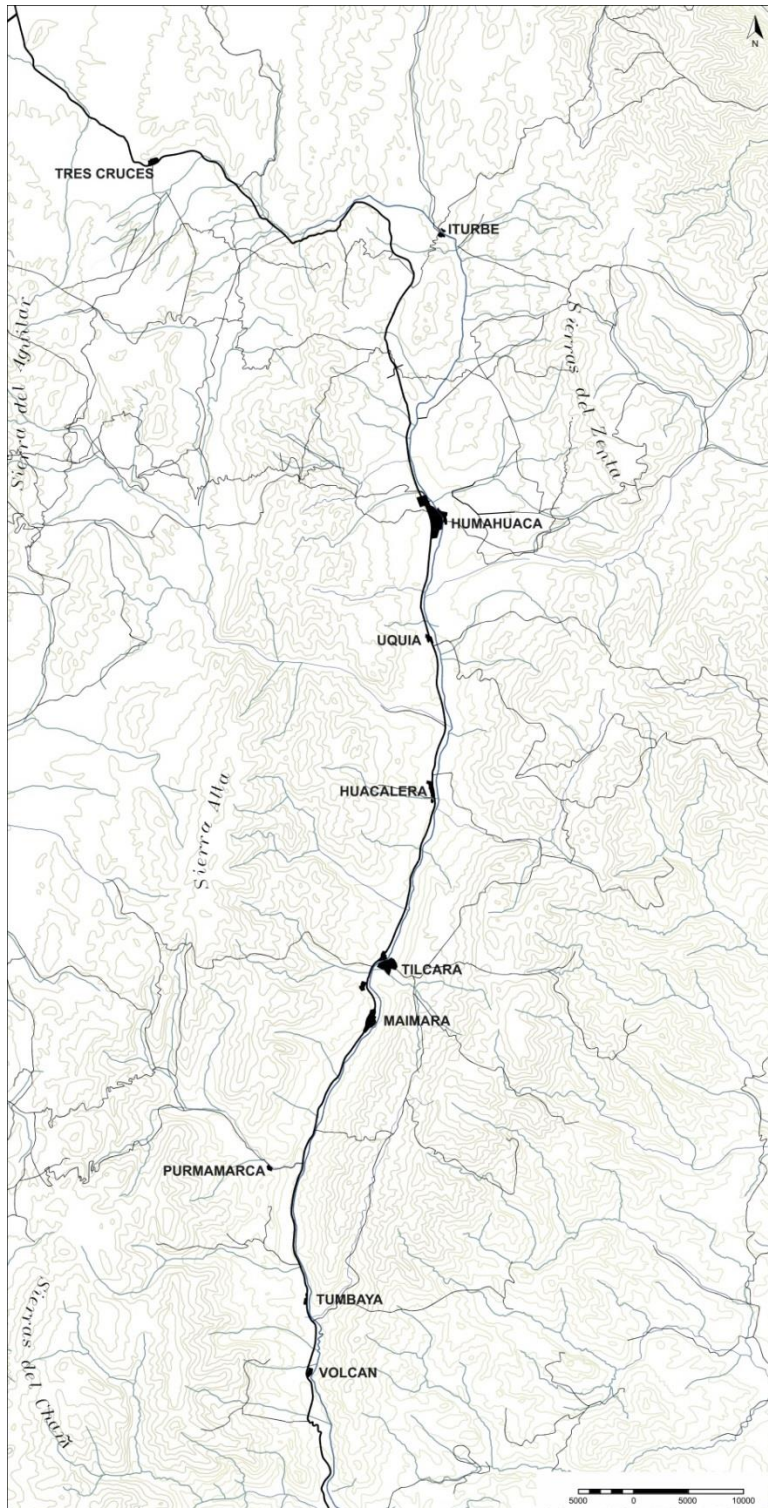 N
TRES CRUCES
ITURBE
Sierra del Aguilar
Sierras del Zenta
HUMAHUACA
UQUIA
HUACALERA
Sierra Alta
TILCARA
MAIMARA
PURMAMARCA
TUMBAYA
Sierras del Chañi
VOLCAN
5000 0 5000 10000